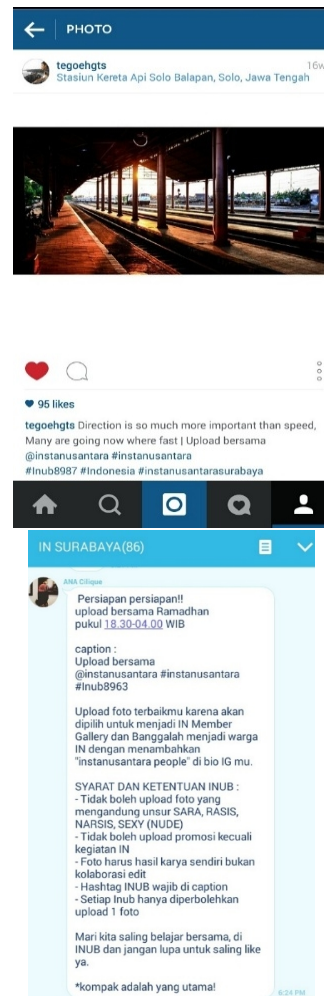 PHOTO
tegoehgts
16w
Stasiun Kereta Api Solo Balapan, Solo, Jawa Tengah
95 likes
tegoehgts Direction is so much more important than speed,
Many are going now where fast | Upload bersama
@instanusantara #instanusantara
#Inub8987 #Indonesia #instanusantarasurabaya
IN SURABAYA(86)
ANA Cilique
Persiapan persiapan!!
upload bersama Ramadhan
pukul 18.30-04.00 WIB
caption :
Upload bersama
@instanusantara #instanusantara
#Inub8963
Upload foto terbaikmu karena akan
dipilih untuk menjadi IN Member
Gallery dan Banggalah menjadi warga
IN dengan menambahkan
"instanusantara people" di bio IG mu.
SYARAT DAN KETENTUAN INUB :
- Tidak boleh upload foto yang
mengandung unsur SARA, RASIS,
NARSIS, SEXY (NUDE)
- Tidak boleh upload promosi kecuali
kegiatan IN
- Foto harus hasil karya sendiri bukan
kolaborasi edit
- Hashtag INUB wajib di caption
- Setiap Inub hanya diperbolehkan
upload 1 foto
Mari kita saling belajar bersama, di
INUB dan jangan lupa untuk saling like
ya.
*kompak adalah yang utama!
6:24 PM